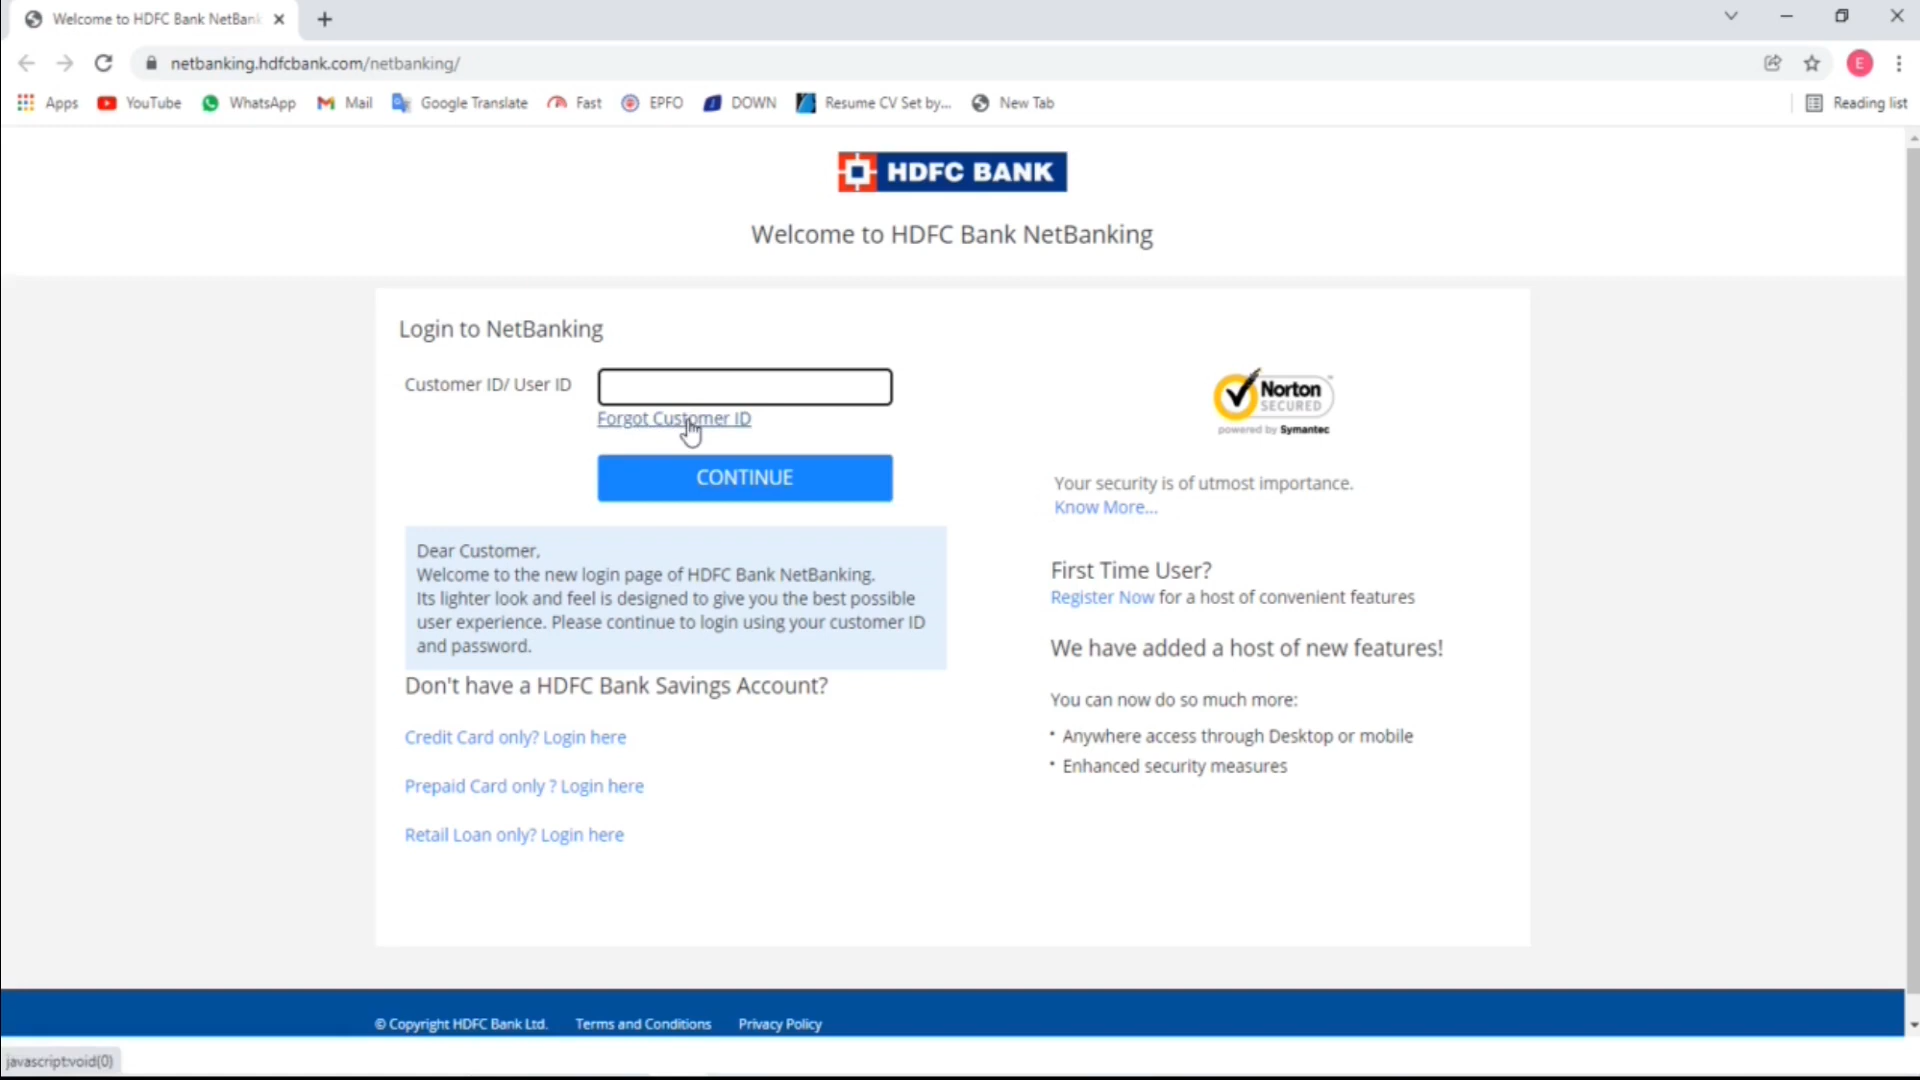 Welcome to HDFC Bank NetBank
netbanking.hdfcbank.com/netbanking/
E
Apps YouTube WhatsApp Mail Google Translate Fast EPFO DOWN Resume CV Set by... New Tab Reading list
HDFC BANK
Welcome to HDFC Bank NetBanking
Login to NetBanking
Customer ID/ User ID
Forgot Customer ID
CONTINUE
Dear Customer,
Welcome to the new login page of HDFC Bank NetBanking.
Its lighter look and feel is designed to give you the best possible
user experience. Please continue to login using your customer ID
and password.
Don't have a HDFC Bank Savings Account?
Credit Card only? Login here
Prepaid Card only ? Login here
Retail Loan only? Login here
Norton
SECURED
powered by Symantec
Your security is of utmost importance.
Know More...
First Time User?
Register Now for a host of convenient features
We have added a host of new features!
You can now do so much more:
• Anywhere access through Desktop or mobile
• Enhanced security measures
© Copyright HDFC Bank Ltd. Terms and Conditions Privacy Policy
javascript:void(0)